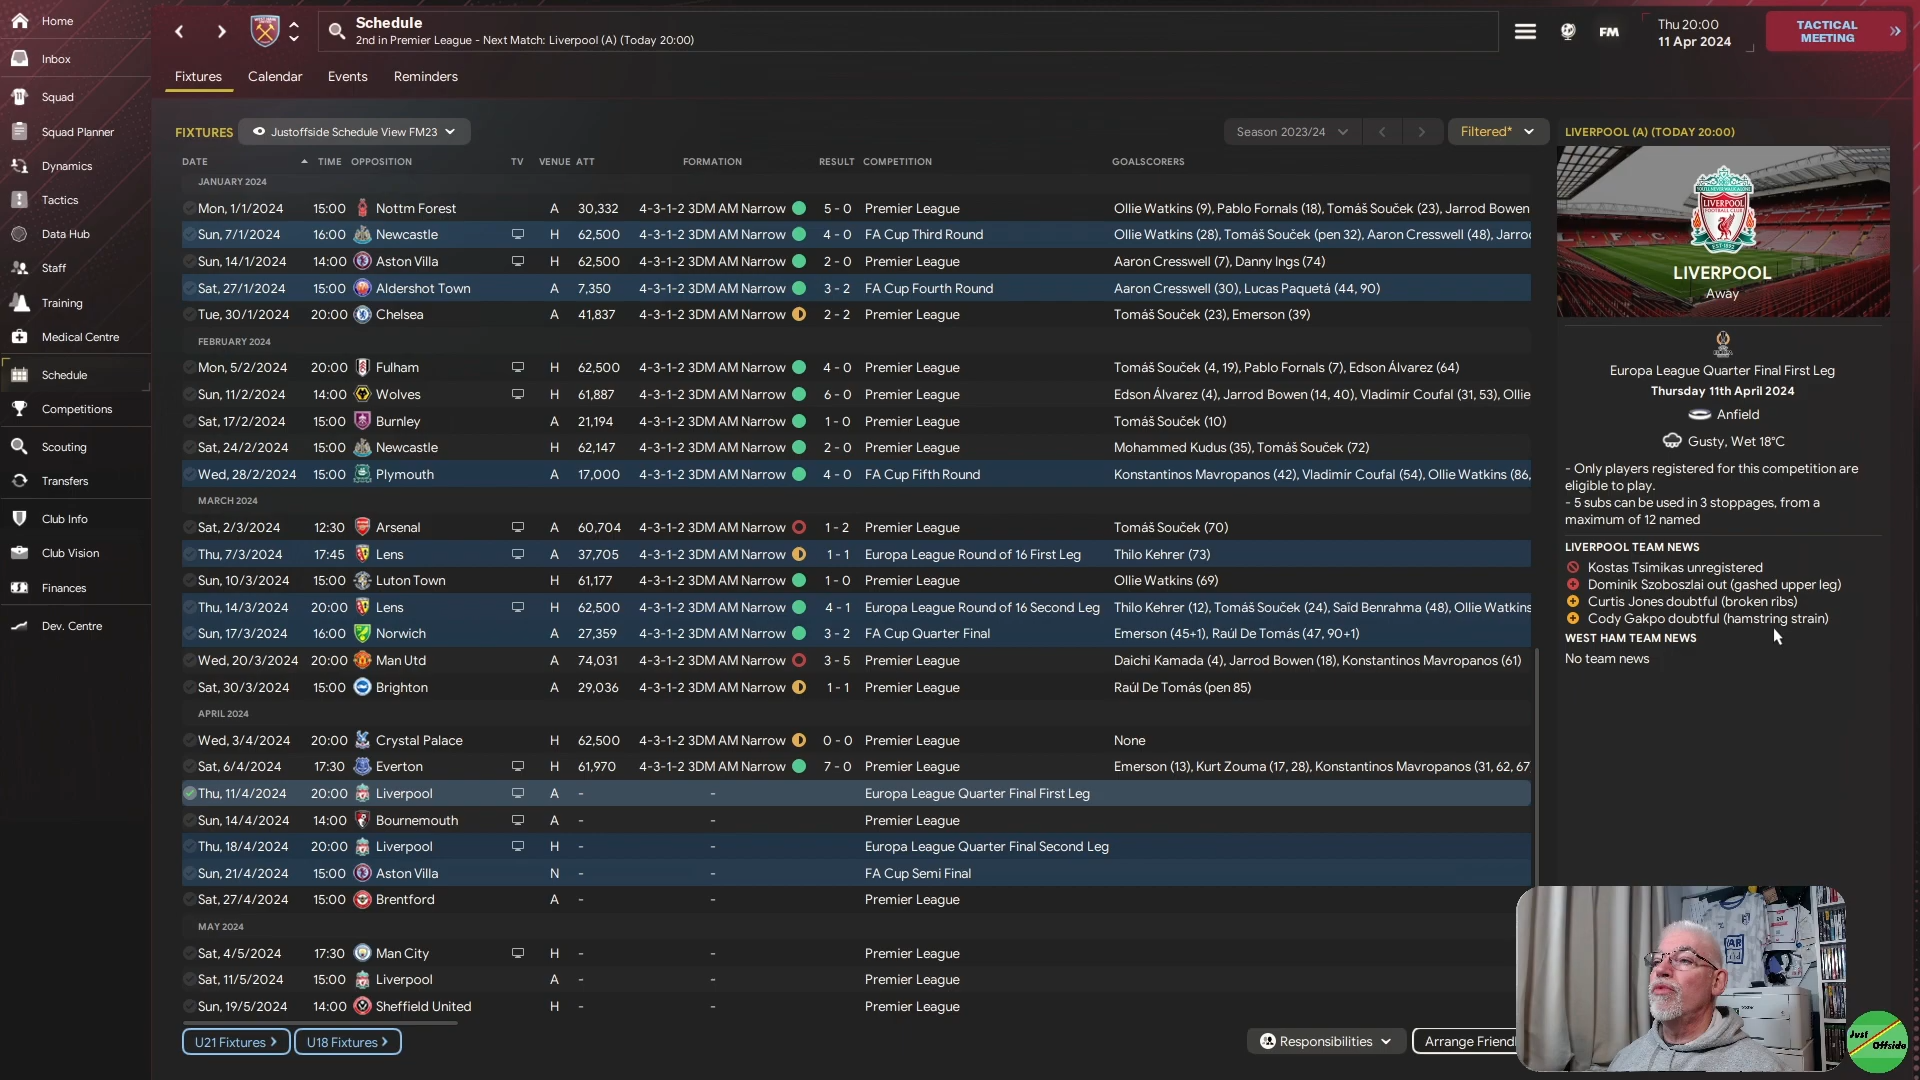 Home
Inbox
Squad
Squad Planner
Dynamics
Tactics
Data Hub
Staff
Training
Medical Centre
Schedule
Competitions
Scouting
Transfers
Club Info
Club Vision
Finances
Dev. Centre
Schedule
2nd in Premier League - Next Match: Liverpool (A) (Today 20:00)
FM
Thu 20:00
11 Apr 2024
TACTICAL MEETING
Fixtures Calendar Events Reminders
FIXTURES Justoffside Schedule View FM23 Season 2023/24 Filtered*
DATE TIME OPPOSITION TV VENUE ATT FORMATION RESULT COMPETITION GOALSCORERS
JANUARY 2024
Mon, 1/1/2024 15:00 Nottm Forest A 30,332 4-3-1-2 3DM AM Narrow 5 - 0 Premier League Ollie Watkins (9), Pablo Fornals (18), Tomáš Souček (23), Jarrod Bowen
Sun, 7/1/2024 16:00 Newcastle H 62,500 4-3-1-2 3DM AM Narrow 4 - 0 FA Cup Third Round Ollie Watkins (28), Tomáš Souček (pen 32), Aaron Cresswell (48), Jarro
Sun, 14/1/2024 14:00 Aston Villa H 62,500 4-3-1-2 3DM AM Narrow 2 - 0 Premier League Aaron Cresswell (7), Danny Ings (74)
Sat, 27/1/2024 15:00 Aldershot Town A 7,350 4-3-1-2 3DM AM Narrow 3 - 2 FA Cup Fourth Round Aaron Cresswell (30), Lucas Paquetá (44, 90)
Tue, 30/1/2024 20:00 Chelsea A 41,837 4-3-1-2 3DM AM Narrow 2 - 2 Premier League Tomáš Souček (23), Emerson (39)
FEBRUARY 2024
Mon, 5/2/2024 20:00 Fulham H 62,500 4-3-1-2 3DM AM Narrow 4 - 0 Premier League Tomáš Souček (4, 19), Pablo Fornals (7), Edson Álvarez (64)
Sun, 11/2/2024 14:00 Wolves H 61,887 4-3-1-2 3DM AM Narrow 6 - 0 Premier League Edson Álvarez (4), Jarrod Bowen (14, 40), Vladimír Coufal (31, 53), Ollie
Sat, 17/2/2024 15:00 Burnley A 21,194 4-3-1-2 3DM AM Narrow 1 - 0 Premier League Tomáš Souček (10)
Sat, 24/2/2024 15:00 Newcastle H 62,147 4-3-1-2 3DM AM Narrow 2 - 0 Premier League Mohammed Kudus (35), Tomáš Souček (72)
Wed, 28/2/2024 15:00 Plymouth A 17,000 4-3-1-2 3DM AM Narrow 4 - 0 FA Cup Fifth Round Konstantinos Mavropanos (42), Vladimír Coufal (54), Ollie Watkins (86,
MARCH 2024
Sat, 2/3/2024 12:30 Arsenal A 60,704 4-3-1-2 3DM AM Narrow 1 - 2 Premier League Tomáš Souček (70)
Thu, 7/3/2024 17:45 Lens A 37,705 4-3-1-2 3DM AM Narrow 1 - 1 Europa League Round of 16 First Leg Thilo Kehrer (73)
Sun, 10/3/2024 15:00 Luton Town H 61,177 4-3-1-2 3DM AM Narrow 1 - 0 Premier League Ollie Watkins (69)
Thu, 14/3/2024 20:00 Lens H 62,500 4-3-1-2 3DM AM Narrow 4 - 1 Europa League Round of 16 Second Leg Thilo Kehrer (12), Tomáš Souček (24), Saïd Benrahma (48), Ollie Watkins
Sun, 17/3/2024 16:00 Norwich A 27,359 4-3-1-2 3DM AM Narrow 3 - 2 FA Cup Quarter Final Emerson (45+1), Raúl De Tomás (47, 90+1)
Wed, 20/3/2024 20:00 Man Utd A 74,031 4-3-1-2 3DM AM Narrow 3 - 5 Premier League Daichi Kamada (4), Jarrod Bowen (18), Konstantinos Mavropanos (61)
Sat, 30/3/2024 15:00 Brighton A 29,036 4-3-1-2 3DM AM Narrow 1 - 1 Premier League Raúl De Tomás (pen 85)
APRIL 2024
Wed, 3/4/2024 20:00 Crystal Palace H 62,500 4-3-1-2 3DM AM Narrow 0 - 0 Premier League None
Sat, 6/4/2024 17:30 Everton H 61,970 4-3-1-2 3DM AM Narrow 7 - 0 Premier League Emerson (13), Kurt Zouma (17, 28), Konstantinos Mavropanos (31, 62, 67
Thu, 11/4/2024 20:00 Liverpool A - - Europa League Quarter Final First Leg
Sun, 14/4/2024 14:00 Bournemouth A - - Premier League
Thu, 18/4/2024 20:00 Liverpool H - - Europa League Quarter Final Second Leg
Sun, 21/4/2024 15:00 Aston Villa N - - FA Cup Semi Final
Sat, 27/4/2024 15:00 Brentford A - - Premier League
MAY 2024
Sat, 4/5/2024 17:30 Man City H - - Premier League
Sat, 11/5/2024 15:00 Liverpool A - - Premier League
Sun, 19/5/2024 14:00 Sheffield United H - - Premier League
U21 Fixtures > U18 Fixtures >
Responsibilities Arrange Friend
LIVERPOOL (A) (TODAY 20:00)
LIVERPOOL
Away
Europa League Quarter Final First Leg
Thursday 11th April 2024
Anfield
Gusty, Wet 18°C
- Only players registered for this competition are
eligible to play.
- 5 subs can be used in 3 stoppages, from a
maximum of 12 named
LIVERPOOL TEAM NEWS
Kostas Tsimikas unregistered
Dominik Szoboszlai out (gashed upper leg)
Curtis Jones doubtful (broken ribs)
Cody Gakpo doubtful (hamstring strain)
WEST HAM TEAM NEWS
No team news
Just
Offside